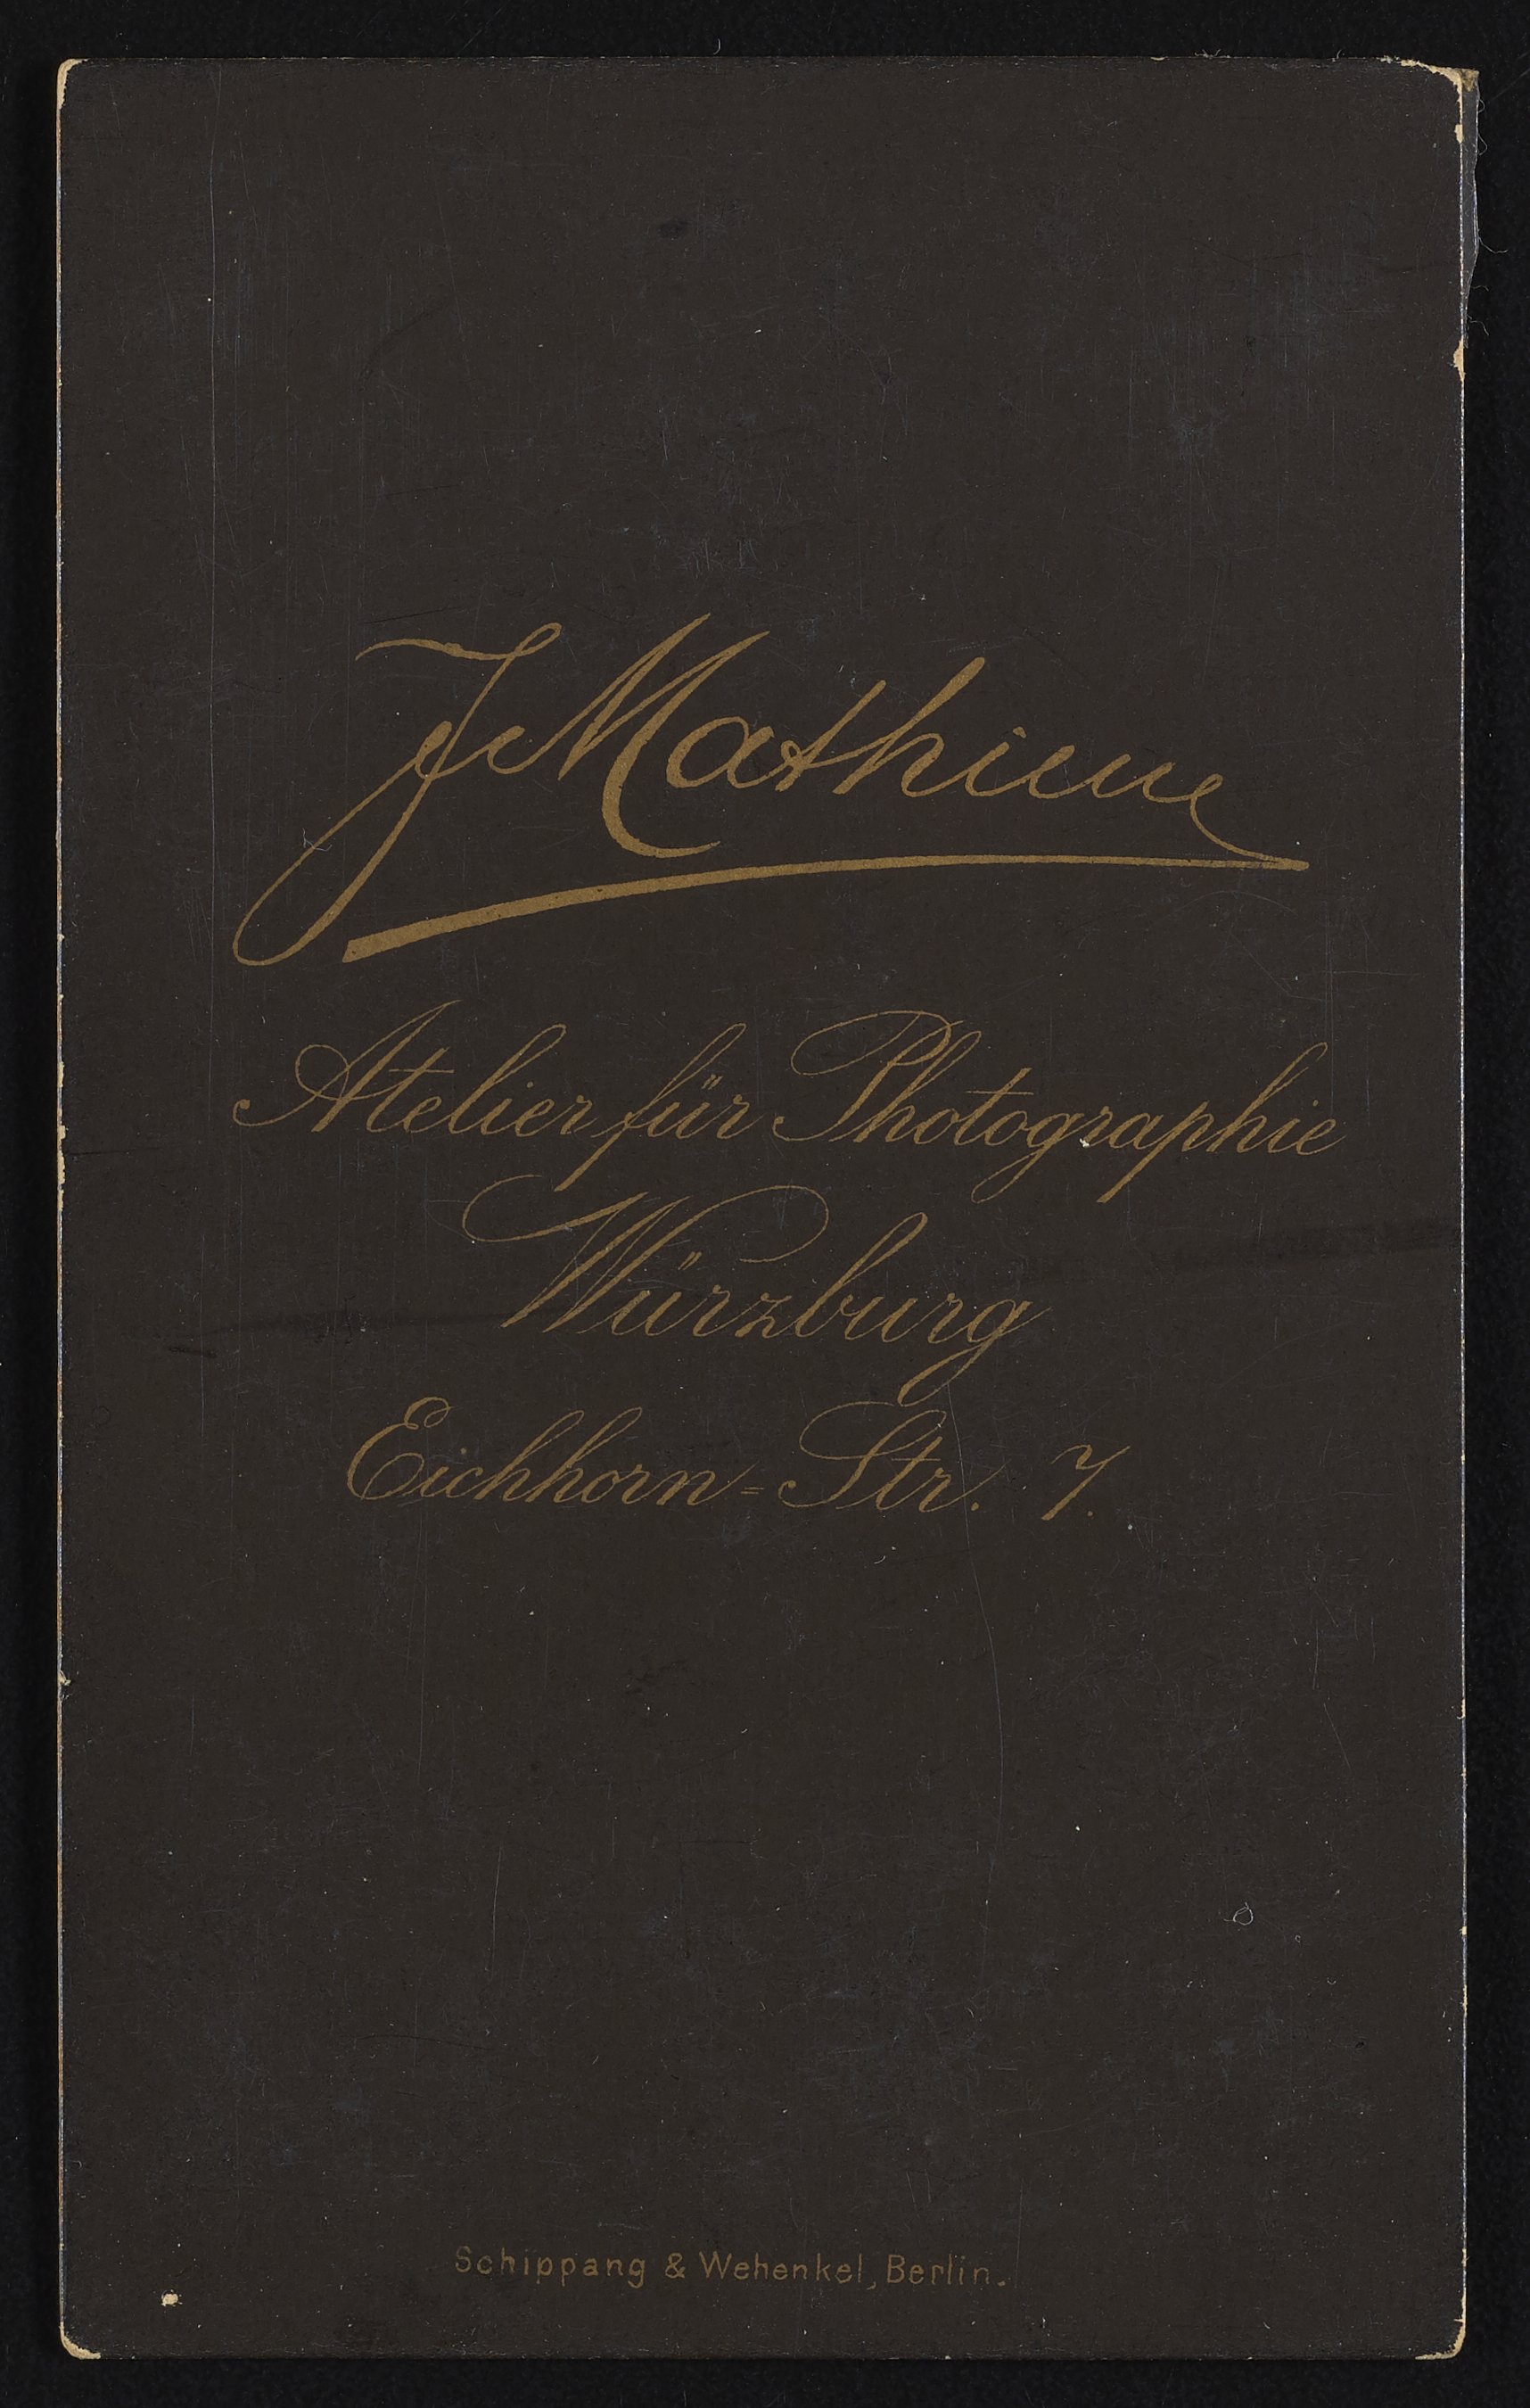 J Mathieu
Atelier für Photographie
Würzburg
Eichhorn=Str. 7.
Schippang & Wehenkel, Berlin.